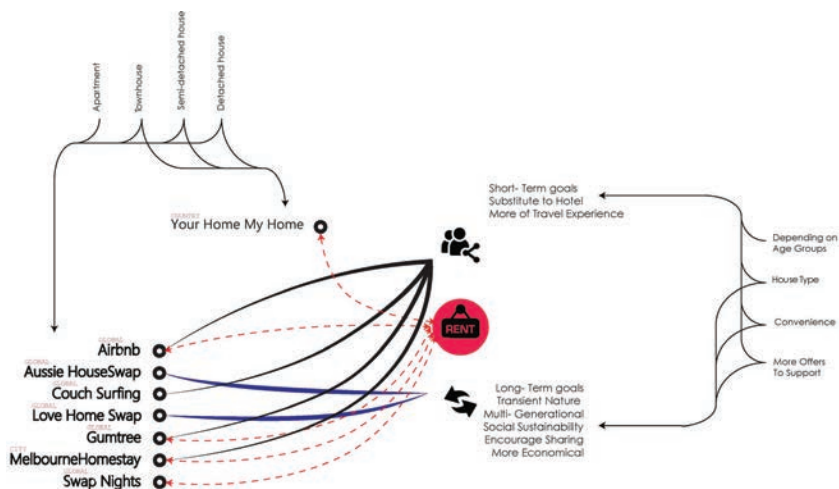 Apartment
Townhouse
Semi-detached house
Detached house
COUNTRY
Your Home My Home
Short- Term goals
Substitute to Hotel
More of Travel Experience
Depending on
Age Groups
House Type
Convenience
More Offers
To Support
RENT
GLOBAL
Airbnb
GLOBAL
Aussie HouseSwap
GLOBAL
Couch Surfing
GLOBAL
Love Home Swap
GLOBAL
Gumtree
CITY
MelbourneHomestay
GLOBAL
Swap Nights
Long- Term goals
Transient Nature
Multi- Generational
Social Sustainability
Encourage Sharing
More Economical